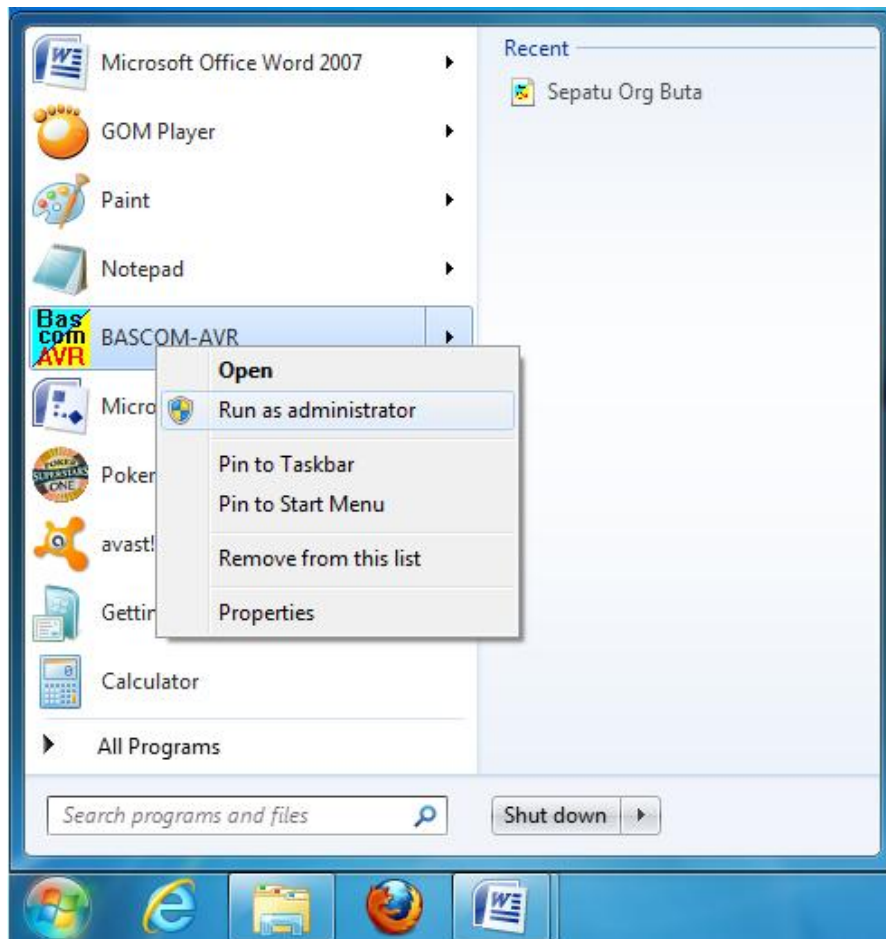 Microsoft Office Word 2007
GOM Player
Paint
Notepad
Bas
com
AVR
BASCOM-AVR
Micro
Poker
avast!
Gettin
Calculator
All Programs
Search programs and files
Recent
Sepatu Org Buta
Open
Run as administrator
Pin to Taskbar
Pin to Start Menu
Remove from this list
Properties
Shut down